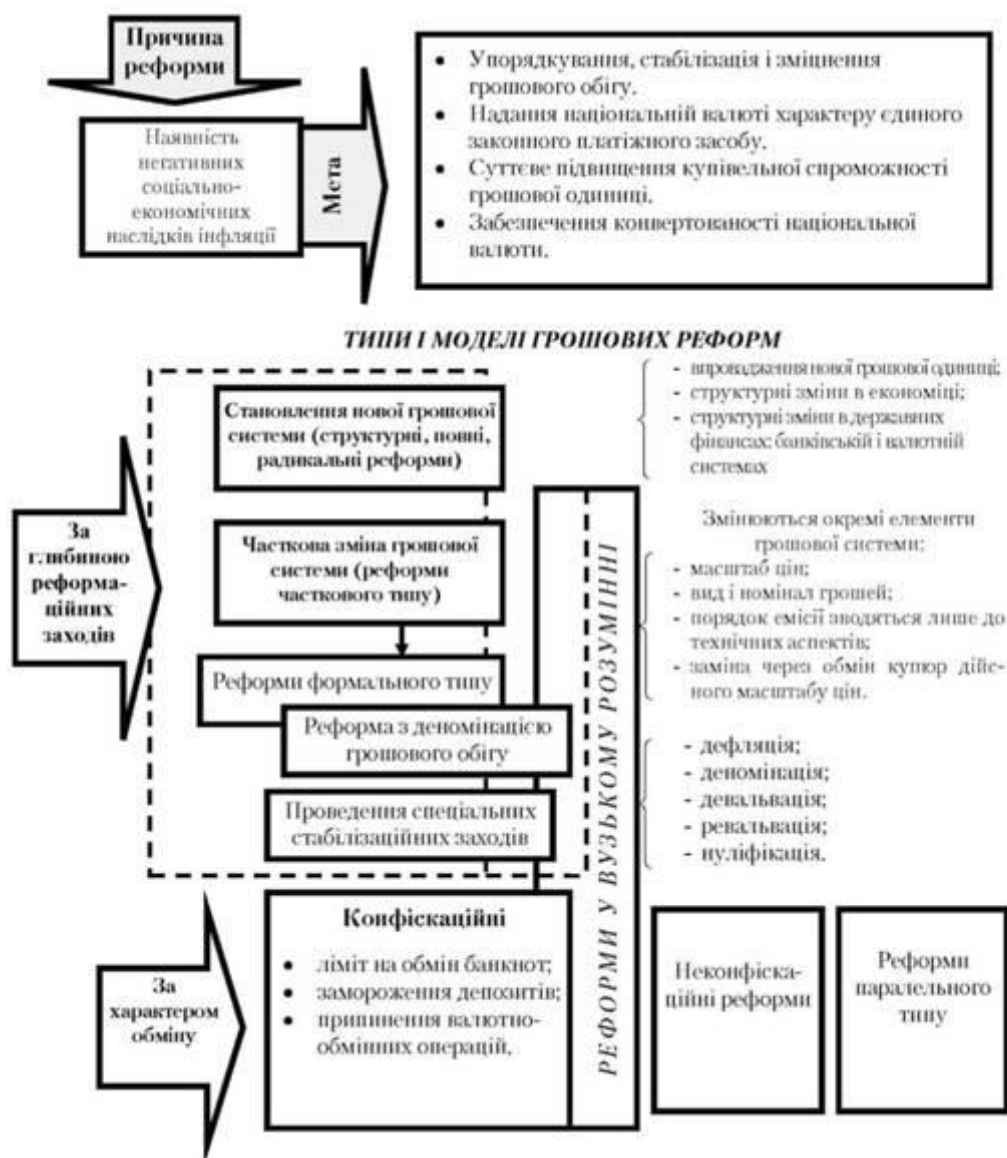 Причина
реформи
Наявність
негативних
соціально-
економічних
наслідків інфляції
Мета
• Упорядкування, стабілізація і зміцнення
грошового обігу.
• Надання національній валюті характеру єдиного
законного платіжного засобу.
• Суттєве підвищення купівельної спроможності
грошової одиниці.
• Забезпечення конвертованості національної
валюти.
ТИПИ І МОДЕЛІ ГРОШОВИХ РЕФОРМ
За
глибиною
реформа-
ційних
заходів
Становлення нової грошової
системи (структурні, повні,
радикальні реформи)
- впровадження нової грошової одиниці;
- структурні зміни в економіці;
- структурні зміни в державних
фінансах: банківській і валютній
системах
Часткова зміна грошової
системи (реформи
часткового типу)
Змінюються окремі елементи
грошової системи:
- масштаб цін;
- вид і номінал грошей;
- порядок емісії зводяться лише до
технічних аспектів;
- заміна через обмін купюр дійс-
ного масштабу цін.
Реформи формального типу
Реформа з деномінацією
грошового обігу
Проведення спеціальних
стабілізаційних заходів
- дефляція;
- деномінація;
- девальвація;
- ревальвація;
- нуліфікація.
РЕФОРМИ У ВУЗЬКОМУ РОЗУМІННІ
За
характером
обміну
Конфіскаційні
• ліміт на обмін банкнот;
• замороження депозитів;
• припинення валютно-
обмінних операцій.
Неконфіска-
ційні реформи
Реформи
паралельного
типу